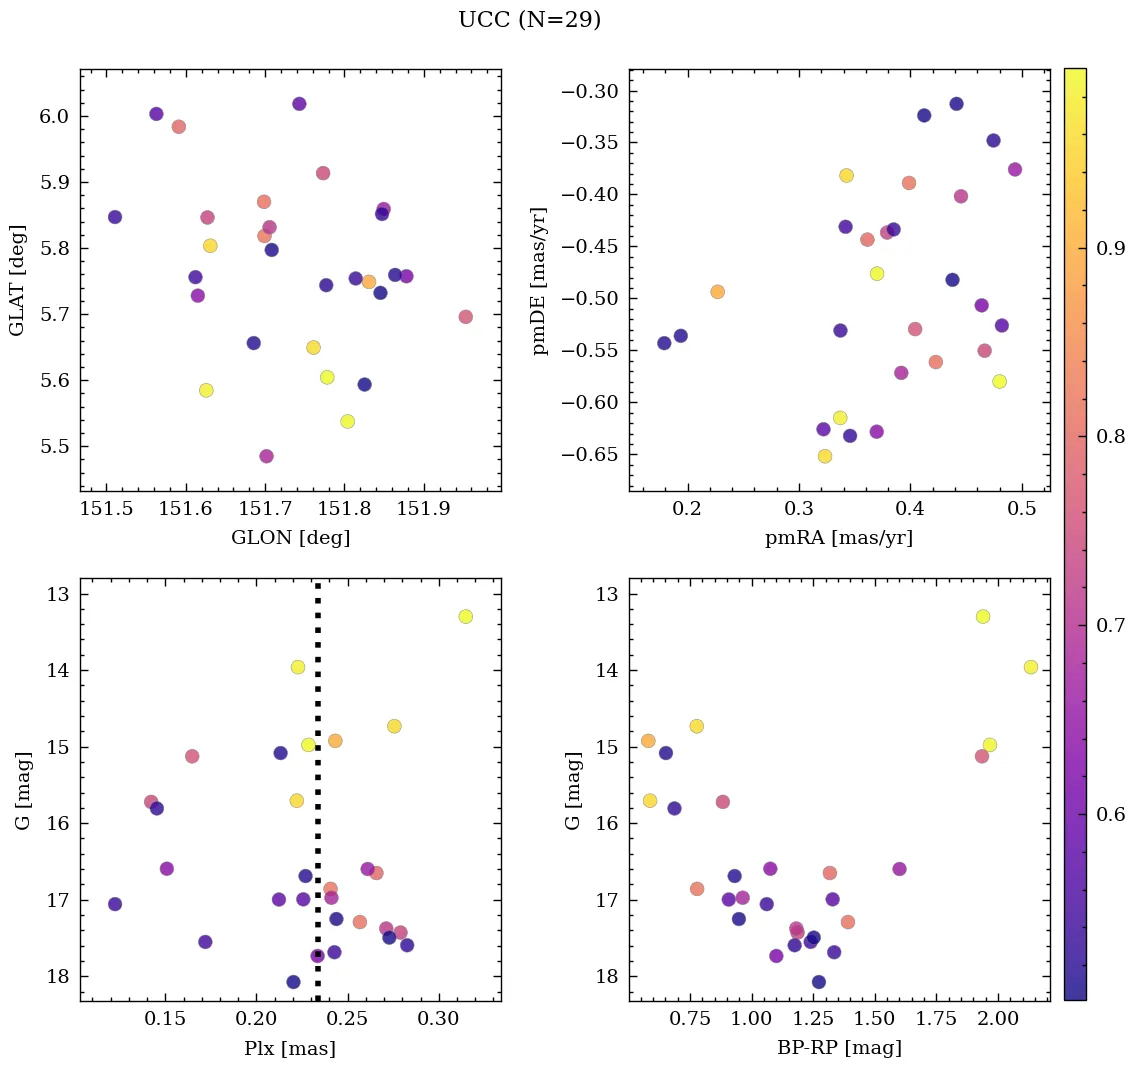 UCC (N=29)
6.0
5.9
5.8
5.7
5.6
5.5
GLAT [deg]
151.5 151.6 151.7 151.8 151.9
GLON [deg]
−0.30
−0.35
−0.40
−0.45
−0.50
−0.55
−0.60
−0.65
pmDE [mas/yr]
0.2 0.3 0.4 0.5
pmRA [mas/yr]
13
14
15
16
17
18
G [mag]
0.15 0.20 0.25 0.30
Plx [mas]
13
14
15
16
17
18
G [mag]
0.75 1.00 1.25 1.50 1.75 2.00
BP-RP [mag]
0.9
0.8
0.7
0.6